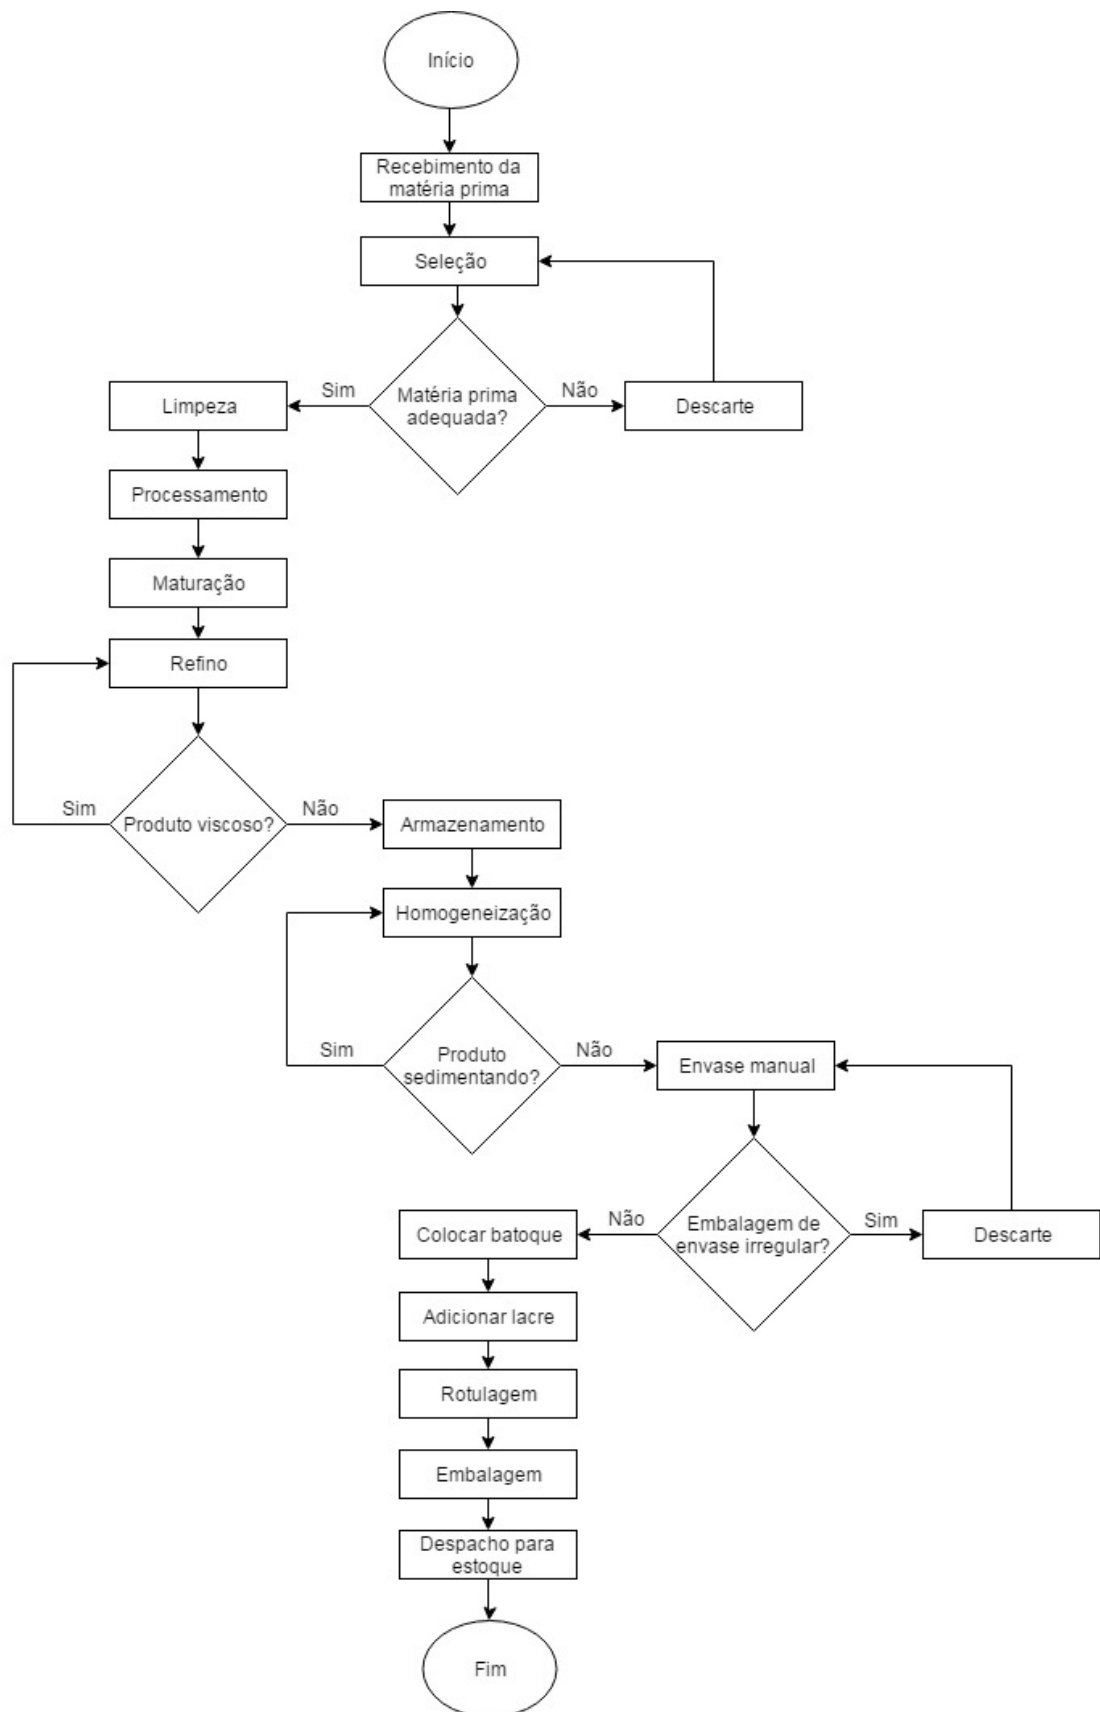 Início
Recebimento da
matéria prima
Seleção
Sim
Matéria prima
adequada?
Não
Limpeza
Descarte
Processamento
Maturação
Refino
Sim
Produto viscoso?
Não
Armazenamento
Homogeneização
Sim
Produto
sedimentando?
Não
Envase manual
Colocar batoque
Não
Embalagem de
envase irregular?
Sim
Descarte
Adicionar lacre
Rotulagem
Embalagem
Despacho para
estoque
Fim